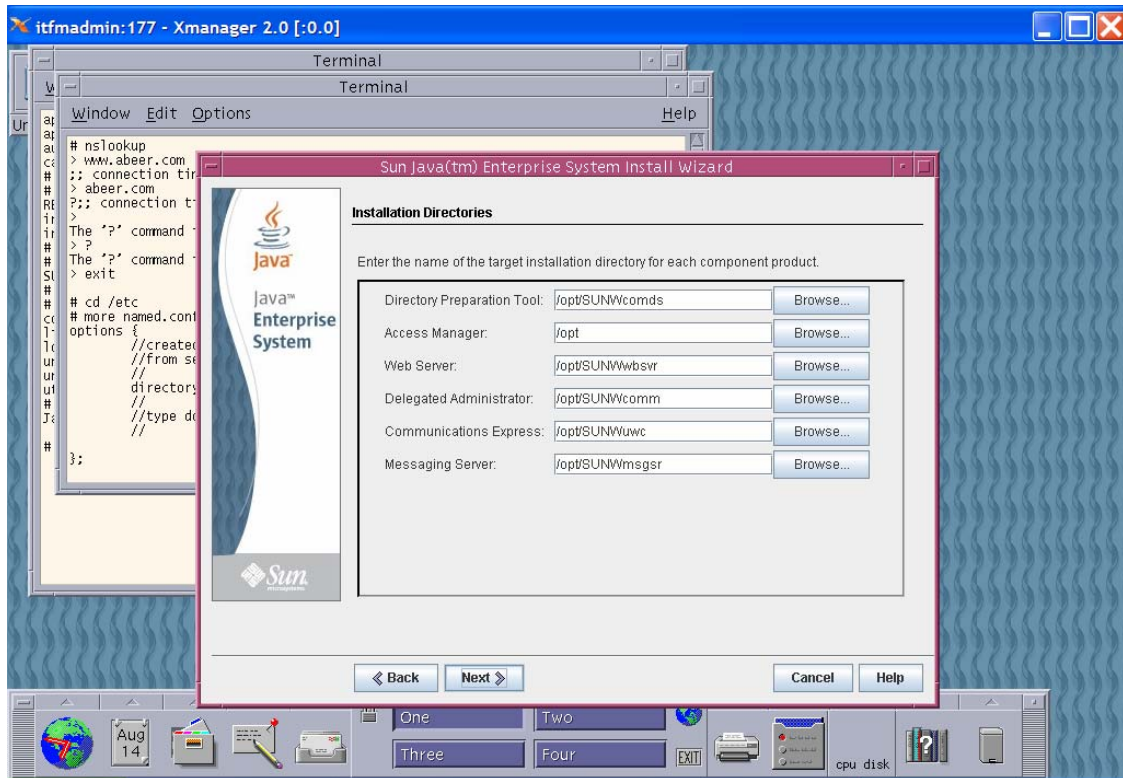 itfmadmin:177 - Xmanager 2.0 [:0.0]
Terminal
Terminal
Window Edit Options Help
# nslookup
> www.abeer.com
;; connection tim
> abeer.com
?;; connection t
>
The '?' command
> ?
The '?' command
> exit
# cd /etc
# more named.conf
options {
//created
//from se
//
directory
//
//type do
//
};
Sun Java(tm) Enterprise System Install Wizard
Java
Java™
Enterprise
System
Sun
microsystems
Installation Directories
Enter the name of the target installation directory for each component product.
Directory Preparation Tool: /opt/SUNWcomds Browse...
Access Manager: /opt Browse...
Web Server: /opt/SUNWwbsvr Browse...
Delegated Administrator: /opt/SUNWcomm Browse...
Communications Express: /opt/SUNWuwc Browse...
Messaging Server: /opt/SUNWmsgsr Browse...
Back Next Cancel Help
Aug
14
One Two
Three Four
EXIT
cpu disk
?